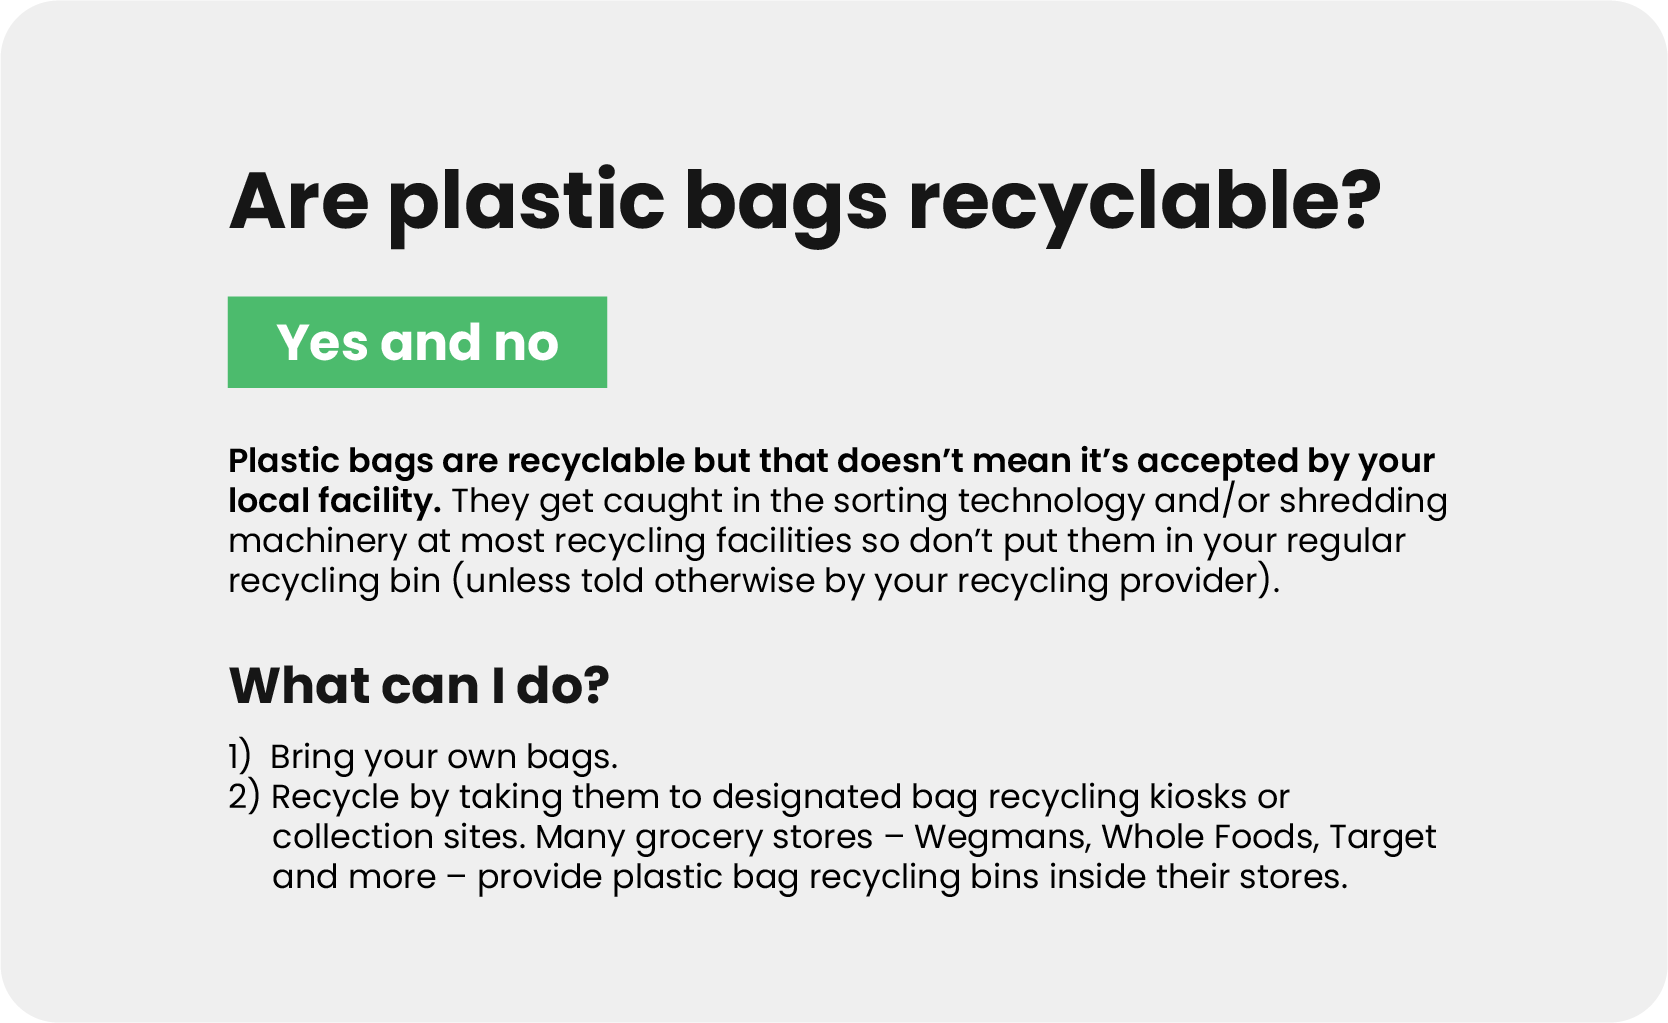 Are plastic bags recyclable?
Yes and no
Plastic bags are recyclable but that doesn’t mean it’s accepted by your
local facility. They get caught in the sorting technology and/or shredding
machinery at most recycling facilities so don’t put them in your regular
recycling bin (unless told otherwise by your recycling provider).
What can I do?
1) Bring your own bags.
2) Recycle by taking them to designated bag recycling kiosks or
collection sites. Many grocery stores – Wegmans, Whole Foods, Target
and more – provide plastic bag recycling bins inside their stores.